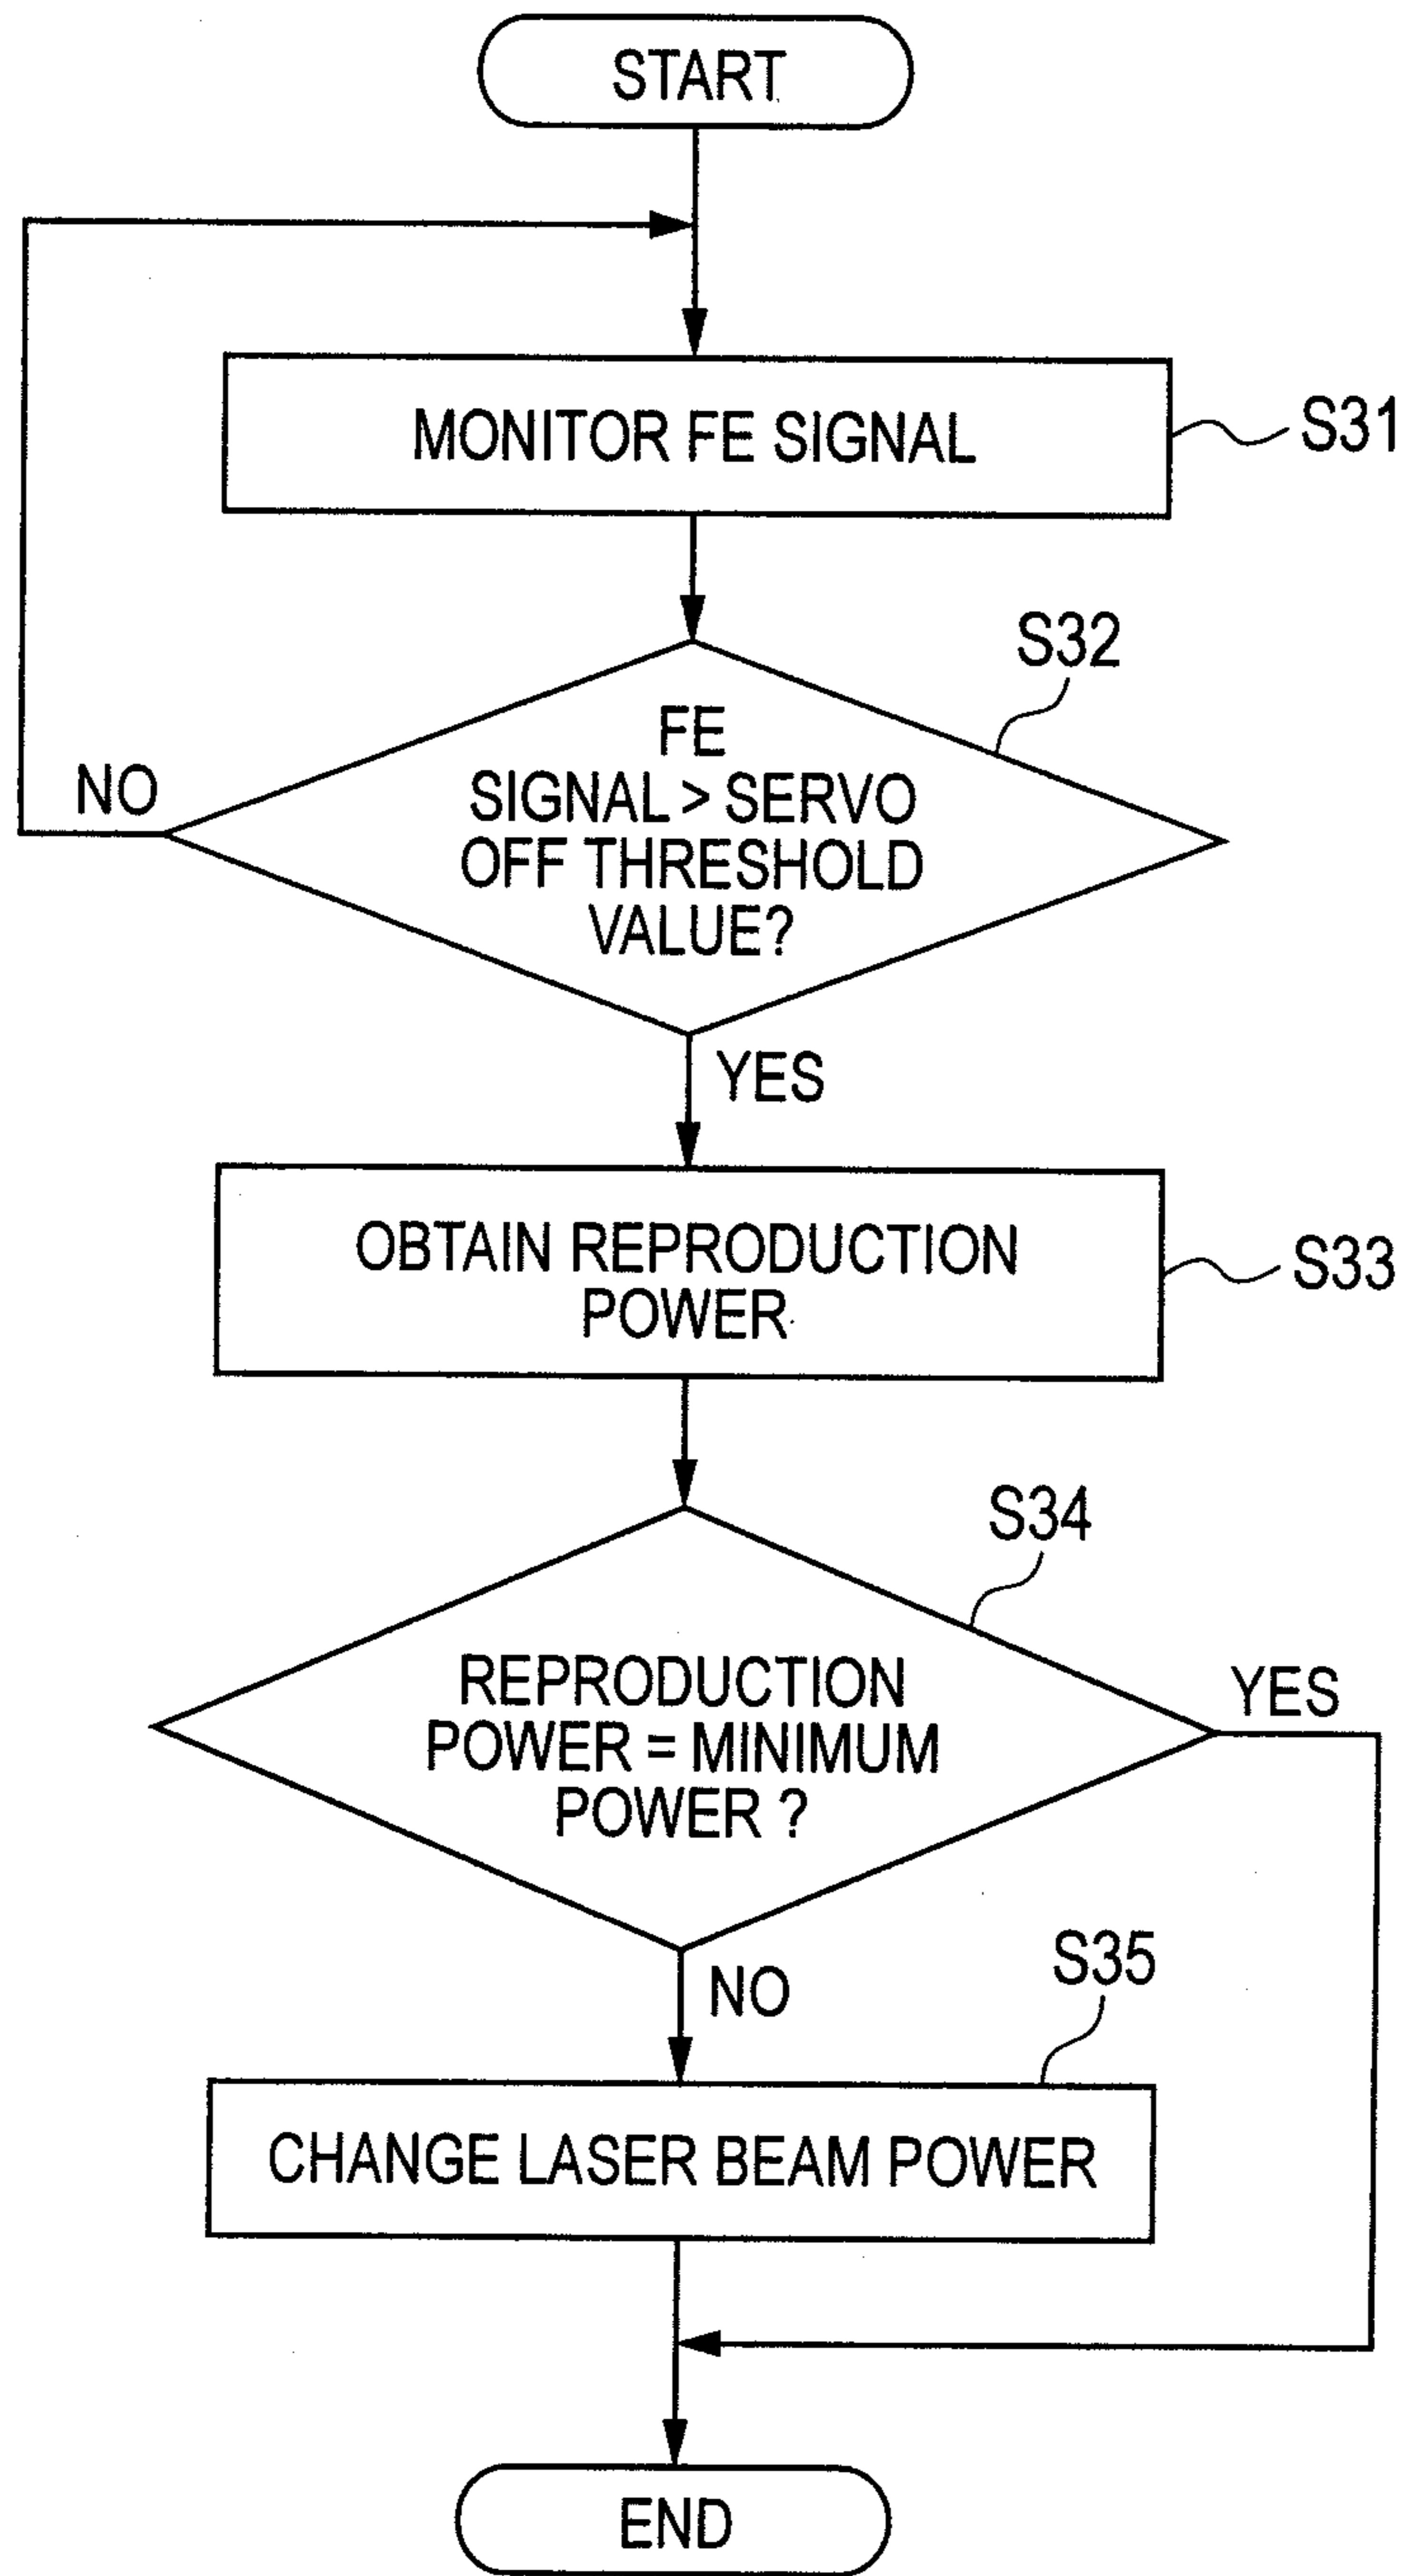 START
MONITOR FE SIGNAL
S31
S32
FE
SIGNAL > SERVO
OFF THRESHOLD
VALUE?
NO
YES
OBTAIN REPRODUCTION
POWER
S33
S34
REPRODUCTION
POWER = MINIMUM
POWER ?
YES
NO
S35
CHANGE LASER BEAM POWER
END